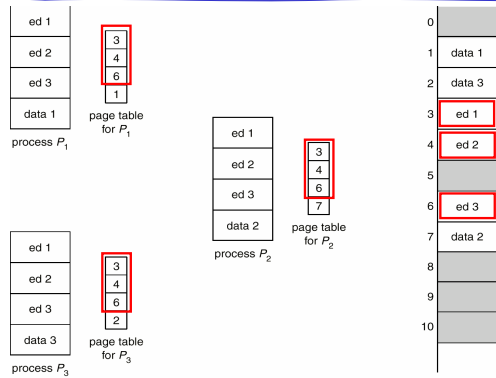 ed 1
ed 2
ed 3
data 1
process P1
3
4
6
1
page table
for P1
ed 1
ed 2
ed 3
data 2
process P2
3
4
6
7
page table
for P2
ed 1
ed 2
ed 3
data 3
process P3
3
4
6
2
page table
for P3
0
1 data 1
2 data 3
3 ed 1
4 ed 2
5
6 ed 3
7 data 2
8
9
10